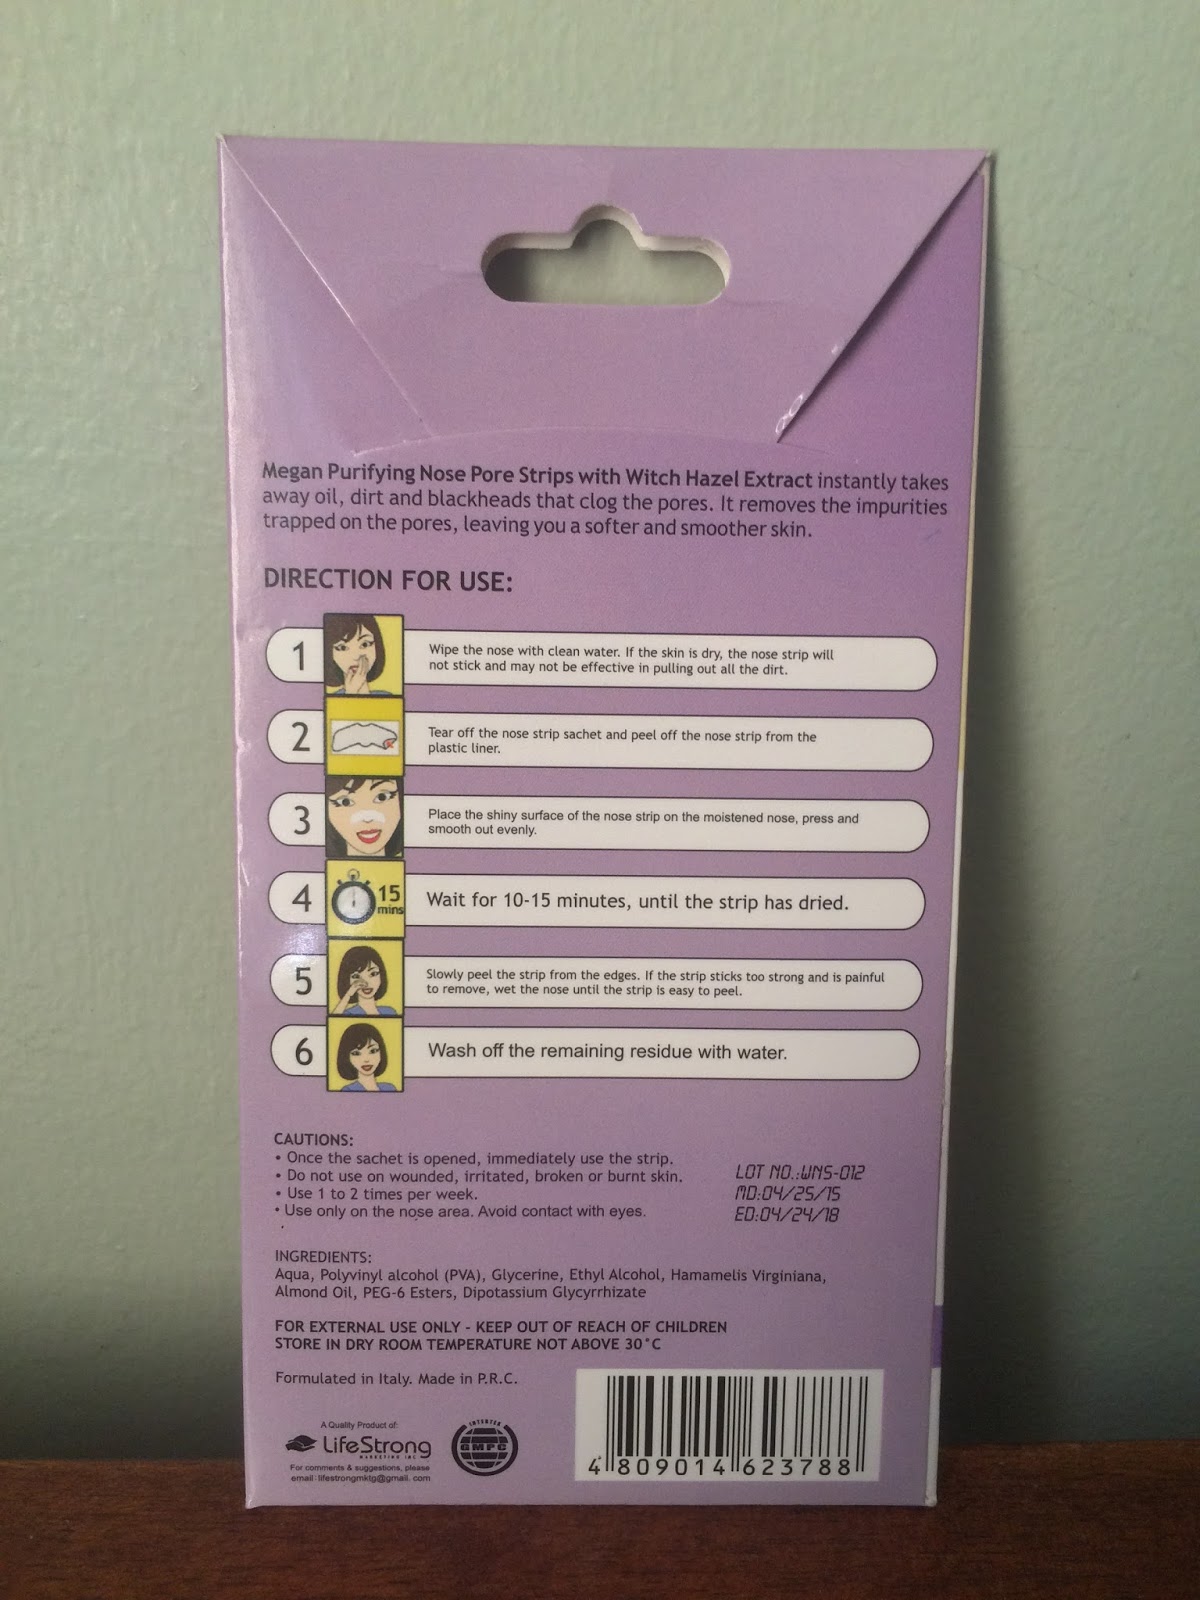 Megan Purifying Nose Pore Strips with Witch Hazel Extract instantly takes
away oil, dirt and blackheads that clog the pores. It removes the impurities
trapped on the pores, leaving you a softer and smoother skin.
DIRECTION FOR USE:
1
Wipe the nose with clean water. If the skin is dry, the nose strip will
not stick and may not be effective in pulling out all the dirt.
2
Tear off the nose strip sachet and peel off the nose strip from the
plastic liner.
3
Place the shiny surface of the nose strip on the moistened nose, press and
smooth out evenly.
4
15
mins
Wait for 10-15 minutes, until the strip has dried.
5
Slowly peel the strip from the edges. If the strip sticks too strong and is painful
to remove, wet the nose until the strip is easy to peel.
6
Wash off the remaining residue with water.
CAUTIONS:
• Once the sachet is opened, immediately use the strip.
• Do not use on wounded, irritated, broken or burnt skin.
• Use 1 to 2 times per week.
• Use only on the nose area. Avoid contact with eyes.
LOT NO.:WNS-012
MD:04/25/15
ED:04/24/18
INGREDIENTS:
Aqua, Polyvinyl alcohol (PVA), Glycerine, Ethyl Alcohol, Hamamelis Virginiana,
Almond Oil, PEG-6 Esters, Dipotassium Glycyrrhizate
FOR EXTERNAL USE ONLY - KEEP OUT OF REACH OF CHILDREN
STORE IN DRY ROOM TEMPERATURE NOT ABOVE 30°C
Formulated in Italy. Made in P.R.C.
A Quality Product of:
LifeStrong
MARKETING INC.
For comments & suggestions, please
email:lifestrongmktg@gmail.com
INTERTEK
GMPC
4 809014 623788